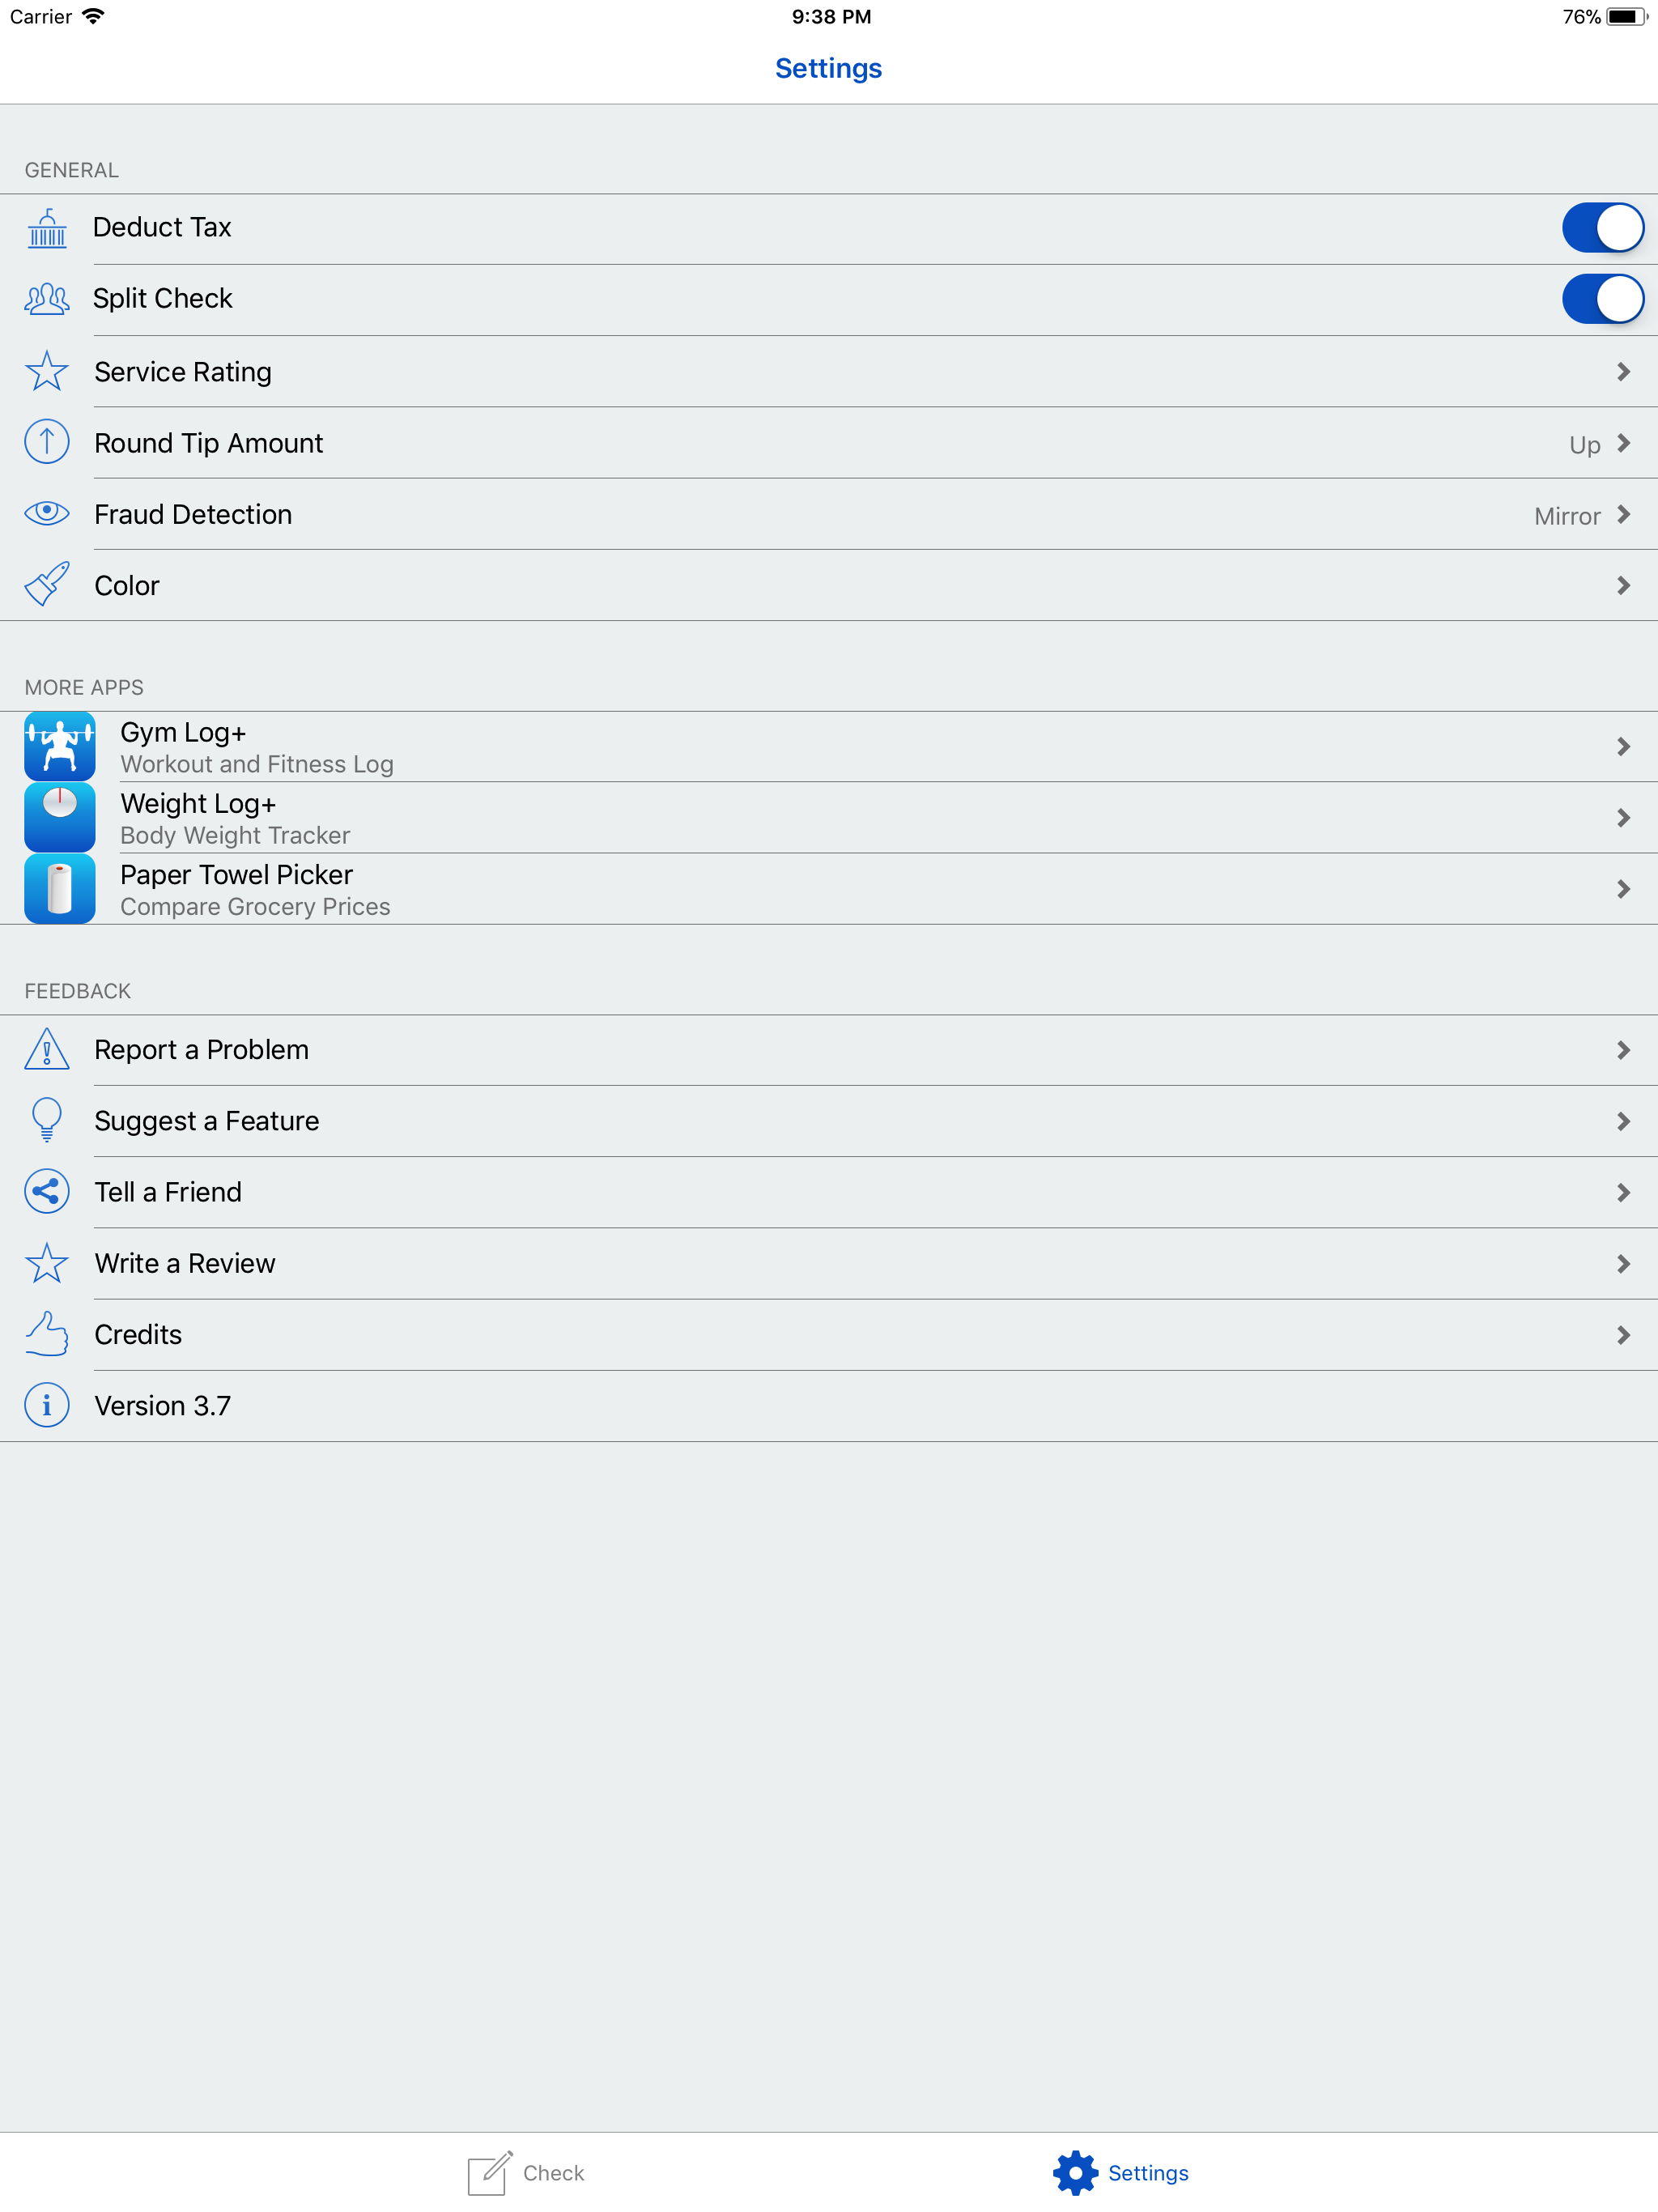 Carrier 9:38 PM 76%
Settings
GENERAL
Deduct Tax
Split Check
Service Rating
Round Tip Amount Up
Fraud Detection Mirror
Color
MORE APPS
Gym Log+
Workout and Fitness Log
Weight Log+
Body Weight Tracker
Paper Towel Picker
Compare Grocery Prices
FEEDBACK
Report a Problem
Suggest a Feature
Tell a Friend
Write a Review
Credits
Version 3.7
Check Settings